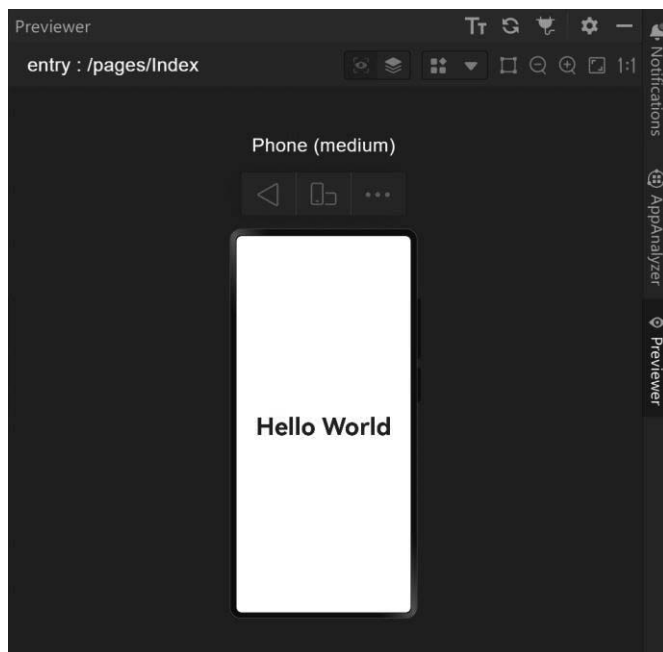 Previewer
entry : /pages/Index
1:1
Phone (medium)
Hello World
Notifications
AppAnalyzer
Previewer